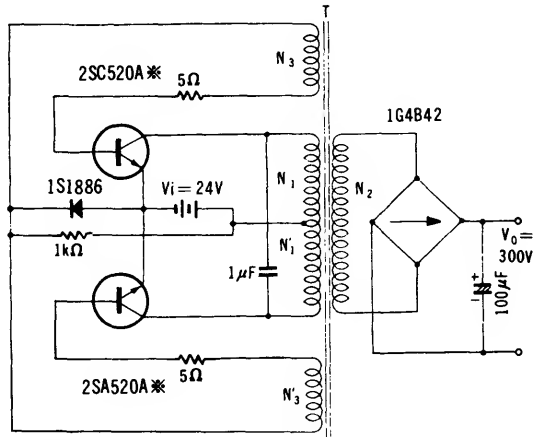 T
N3
2SC520A※
5Ω
1G4B42
1S1886
Vi=24V
N1
N2
1kΩ
N'1
1μF
V0=
300V
+
-
100μF
2SA520A※
5Ω
N'3